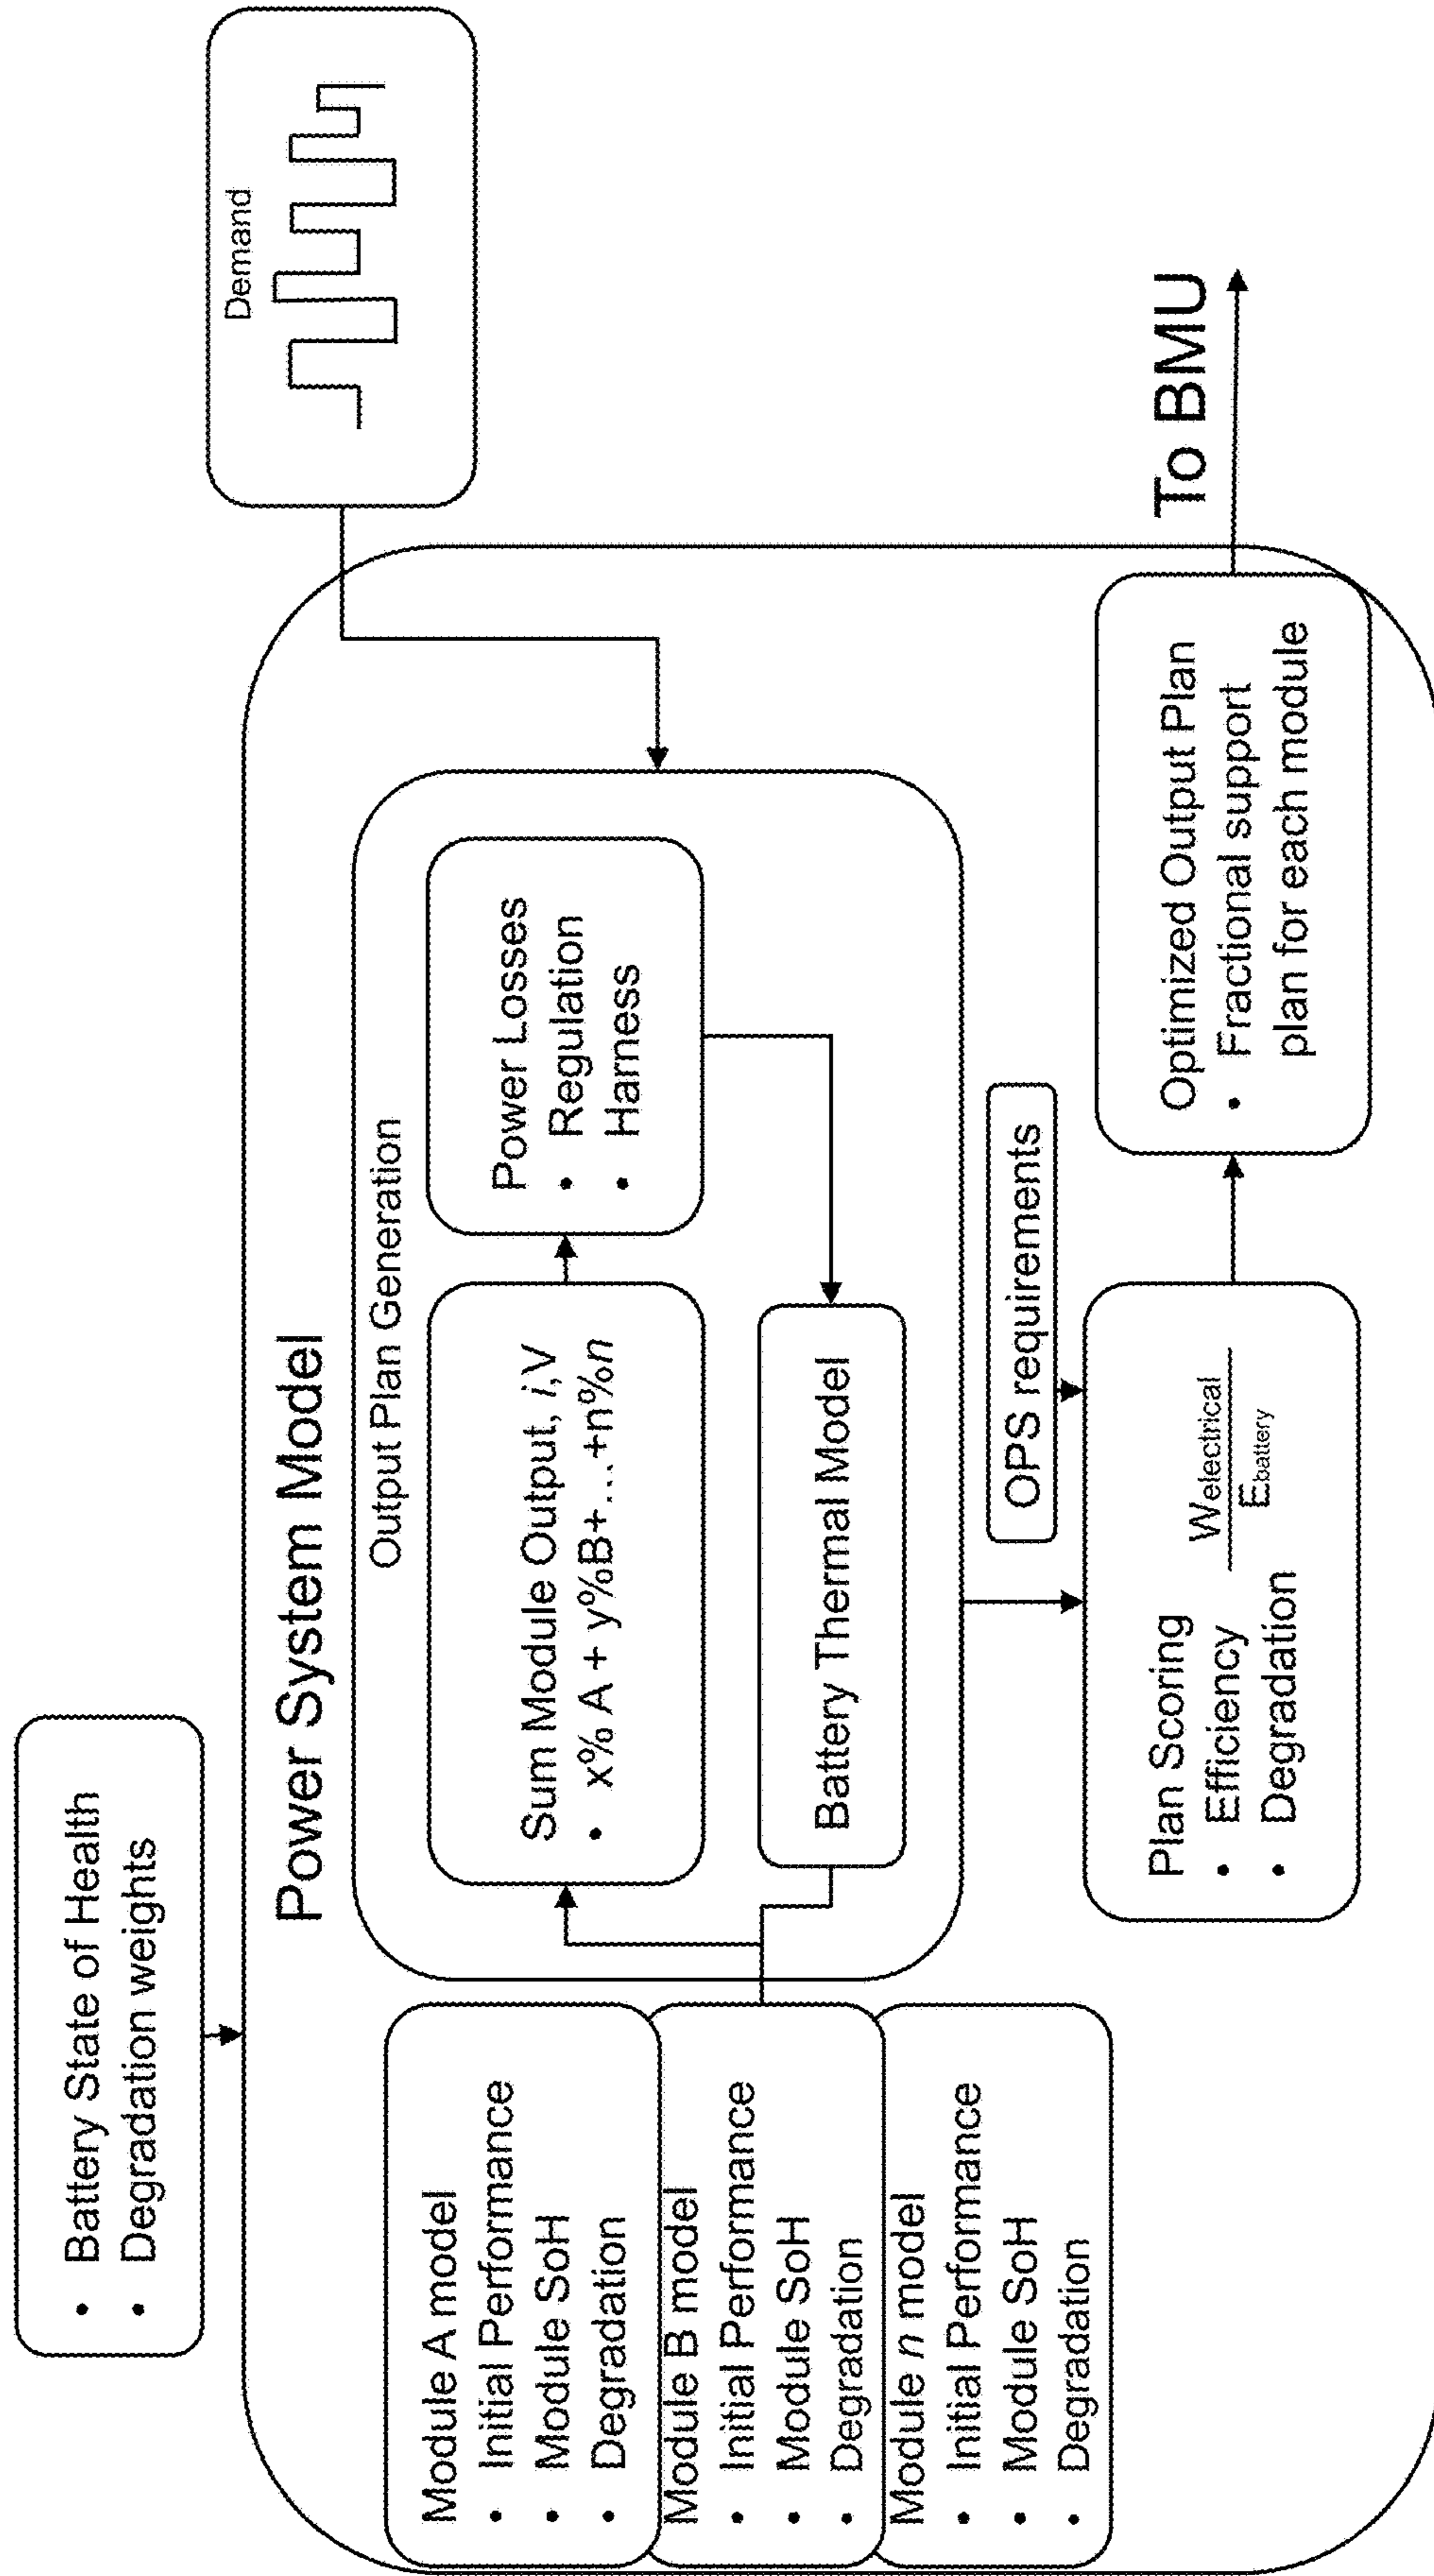 • Battery State of Health
• Degradation weights
Demand
Power System Model
Output Plan Generation
Module A model
• Initial Performance
• Module SoH
• Degradation
Module B model
• Initial Performance
• Module SoH
• Degradation
Module n model
• Initial Performance
• Module SoH
• Degradation
Sum Module Output, i,V
• x% A + y%B+...+n%n
Power Losses
• Regulation
• Harness
Battery Thermal Model
OPS requirements
Plan Scoring
• Efficiency
• Degradation
Welectrical
Ebattery
Optimized Output Plan
• Fractional support
plan for each module
To BMU